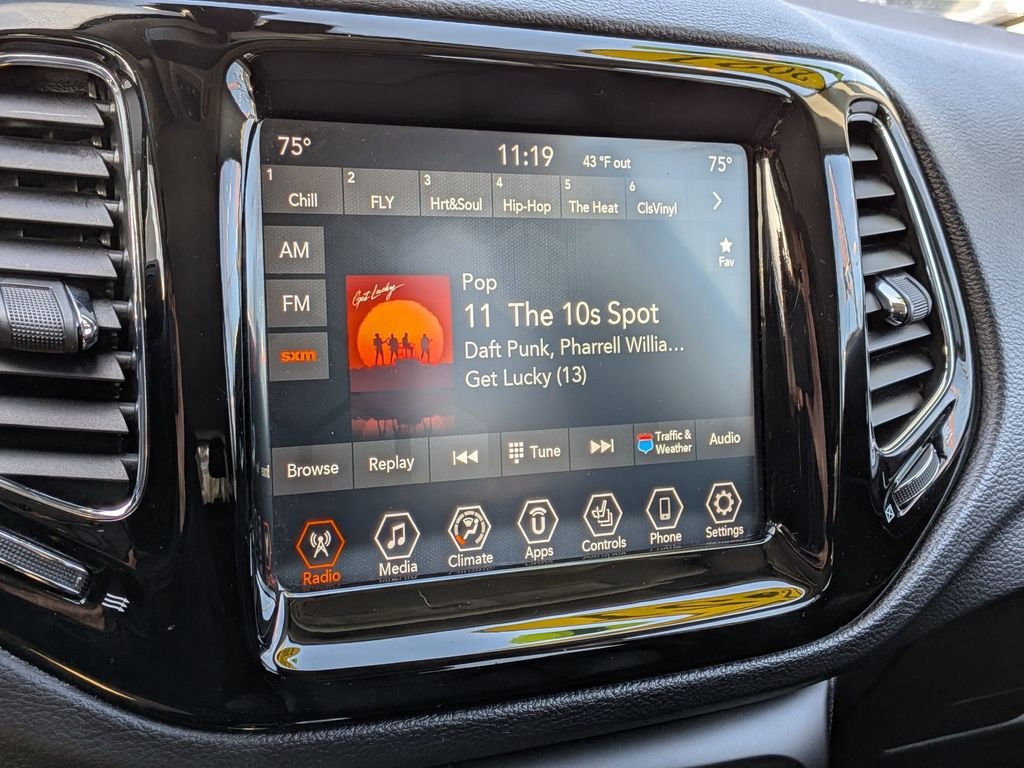 75° 11:19 43 °F out 75°
1 Chill
2 FLY
3 Hrt&Soul
4 Hip-Hop
5 The Heat
6 ClsVinyl
AM
FM
sxm
Fav
Get Lucky
Pop
11 The 10s Spot
Daft Punk, Pharrell Willia...
Get Lucky (13)
Browse
Replay
Tune
Traffic &
Weather
Audio
Radio
Media
Climate
Apps
Controls
Phone
Settings